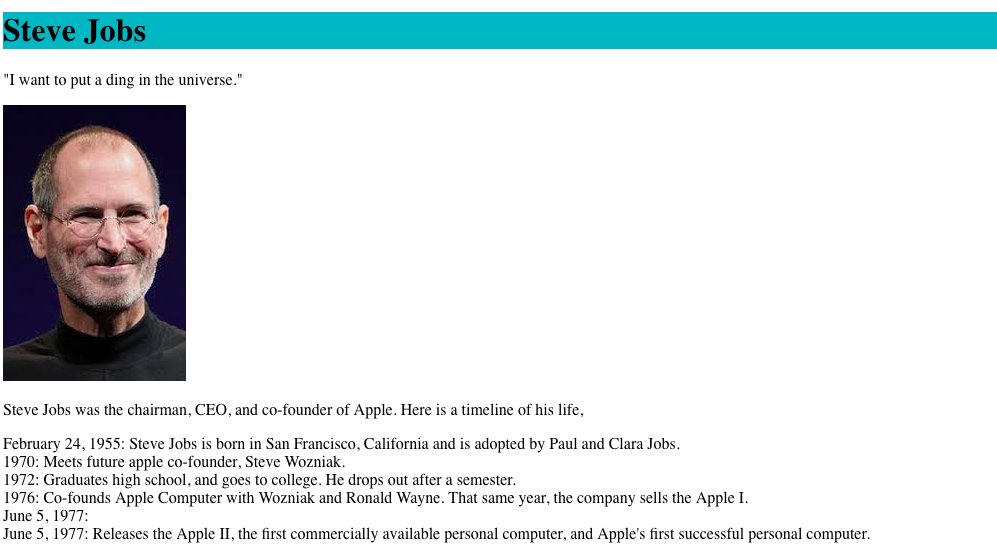 Steve Jobs
"I want to put a ding in the universe."
Steve Jobs was the chairman, CEO, and co-founder of Apple. Here is a timeline of his life,
February 24, 1955: Steve Jobs is born in San Francisco, California and is adopted by Paul and Clara Jobs.
1970: Meets future apple co-founder, Steve Wozniak.
1972: Graduates high school, and goes to college. He drops out after a semester.
1976: Co-founds Apple Computer with Wozniak and Ronald Wayne. That same year, the company sells the Apple I.
June 5, 1977:
June 5, 1977: Releases the Apple II, the first commercially available personal computer, and Apple's first successful personal computer.